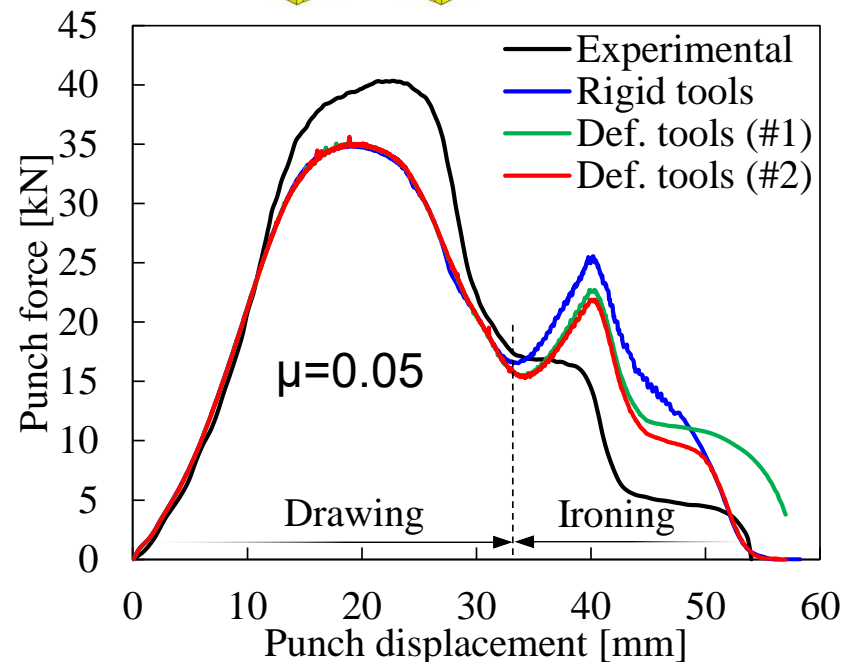 45
40
35
30
25
20
15
10
5
0
Punch force [kN]
Experimental
Rigid tools
Def. tools (#1)
Def. tools (#2)
μ=0.05
Drawing
Ironing
0 10 20 30 40 50 60
Punch displacement [mm]